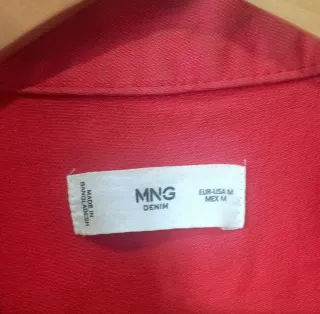 MADE IN
BANGLADESH
MNG
DENIM
EUR-USA M
MEX M